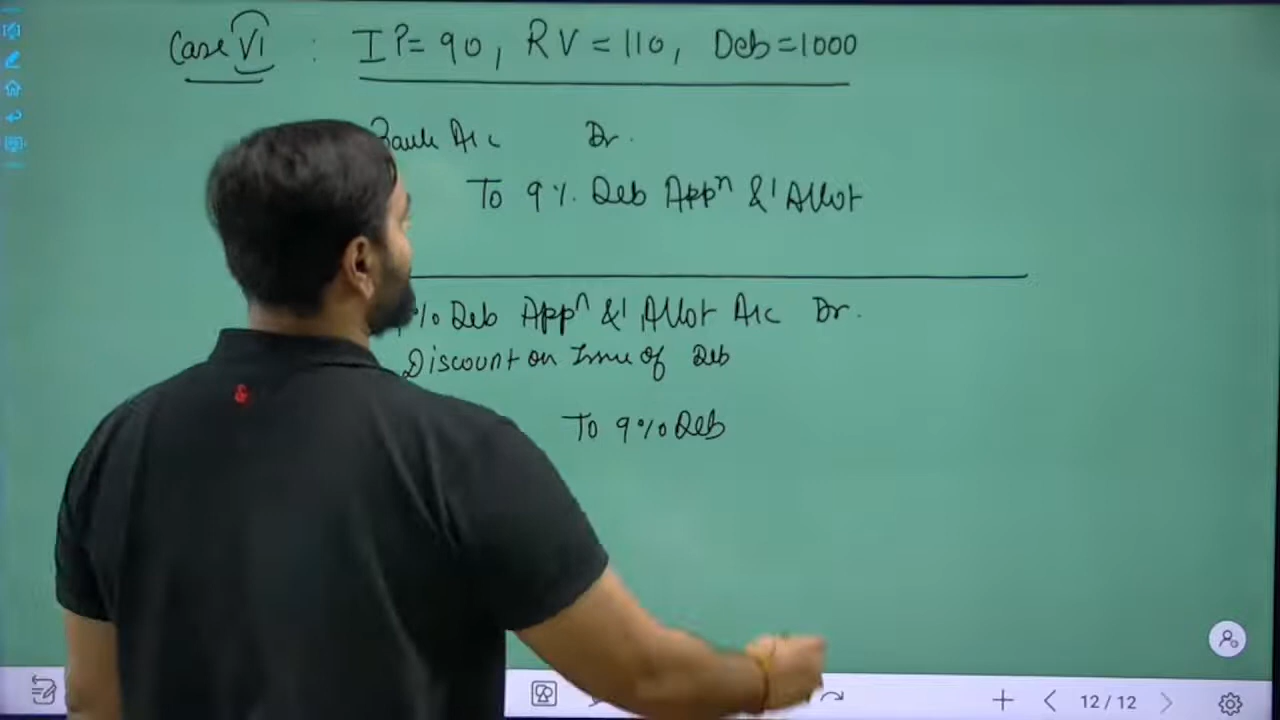 Case VI : IP= 90, RV = 110, Deb=1000
Bank A/c Dr.
To 9%. Deb Appⁿ & Allot
% Deb Appⁿ & Allot A/c Dr.
Discount on Issue of Deb
To 9% Deb
12/12